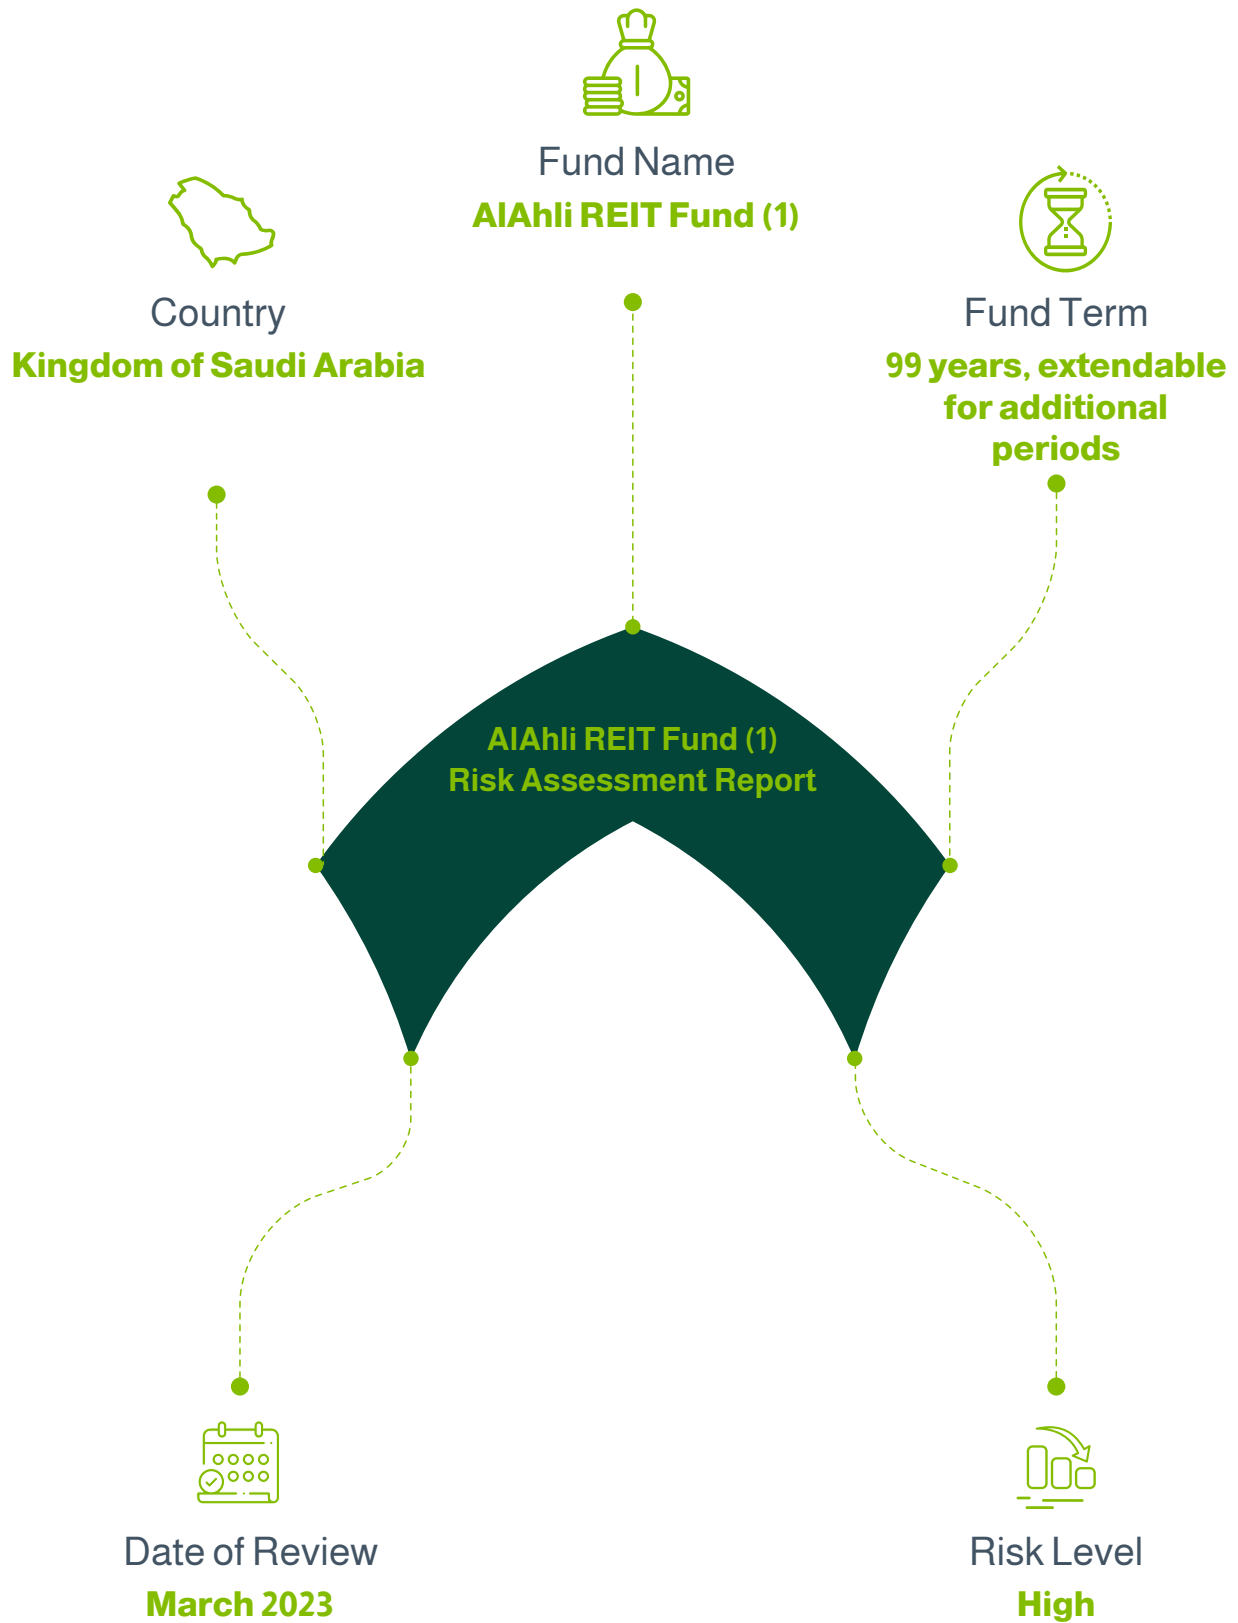 Fund Name
AlAhli REIT Fund (1)
Country
Kingdom of Saudi Arabia
Fund Term
99 years, extendable
for additional
periods
AlAhli REIT Fund (1)
Risk Assessment Report
Date of Review
March 2023
Risk Level
High